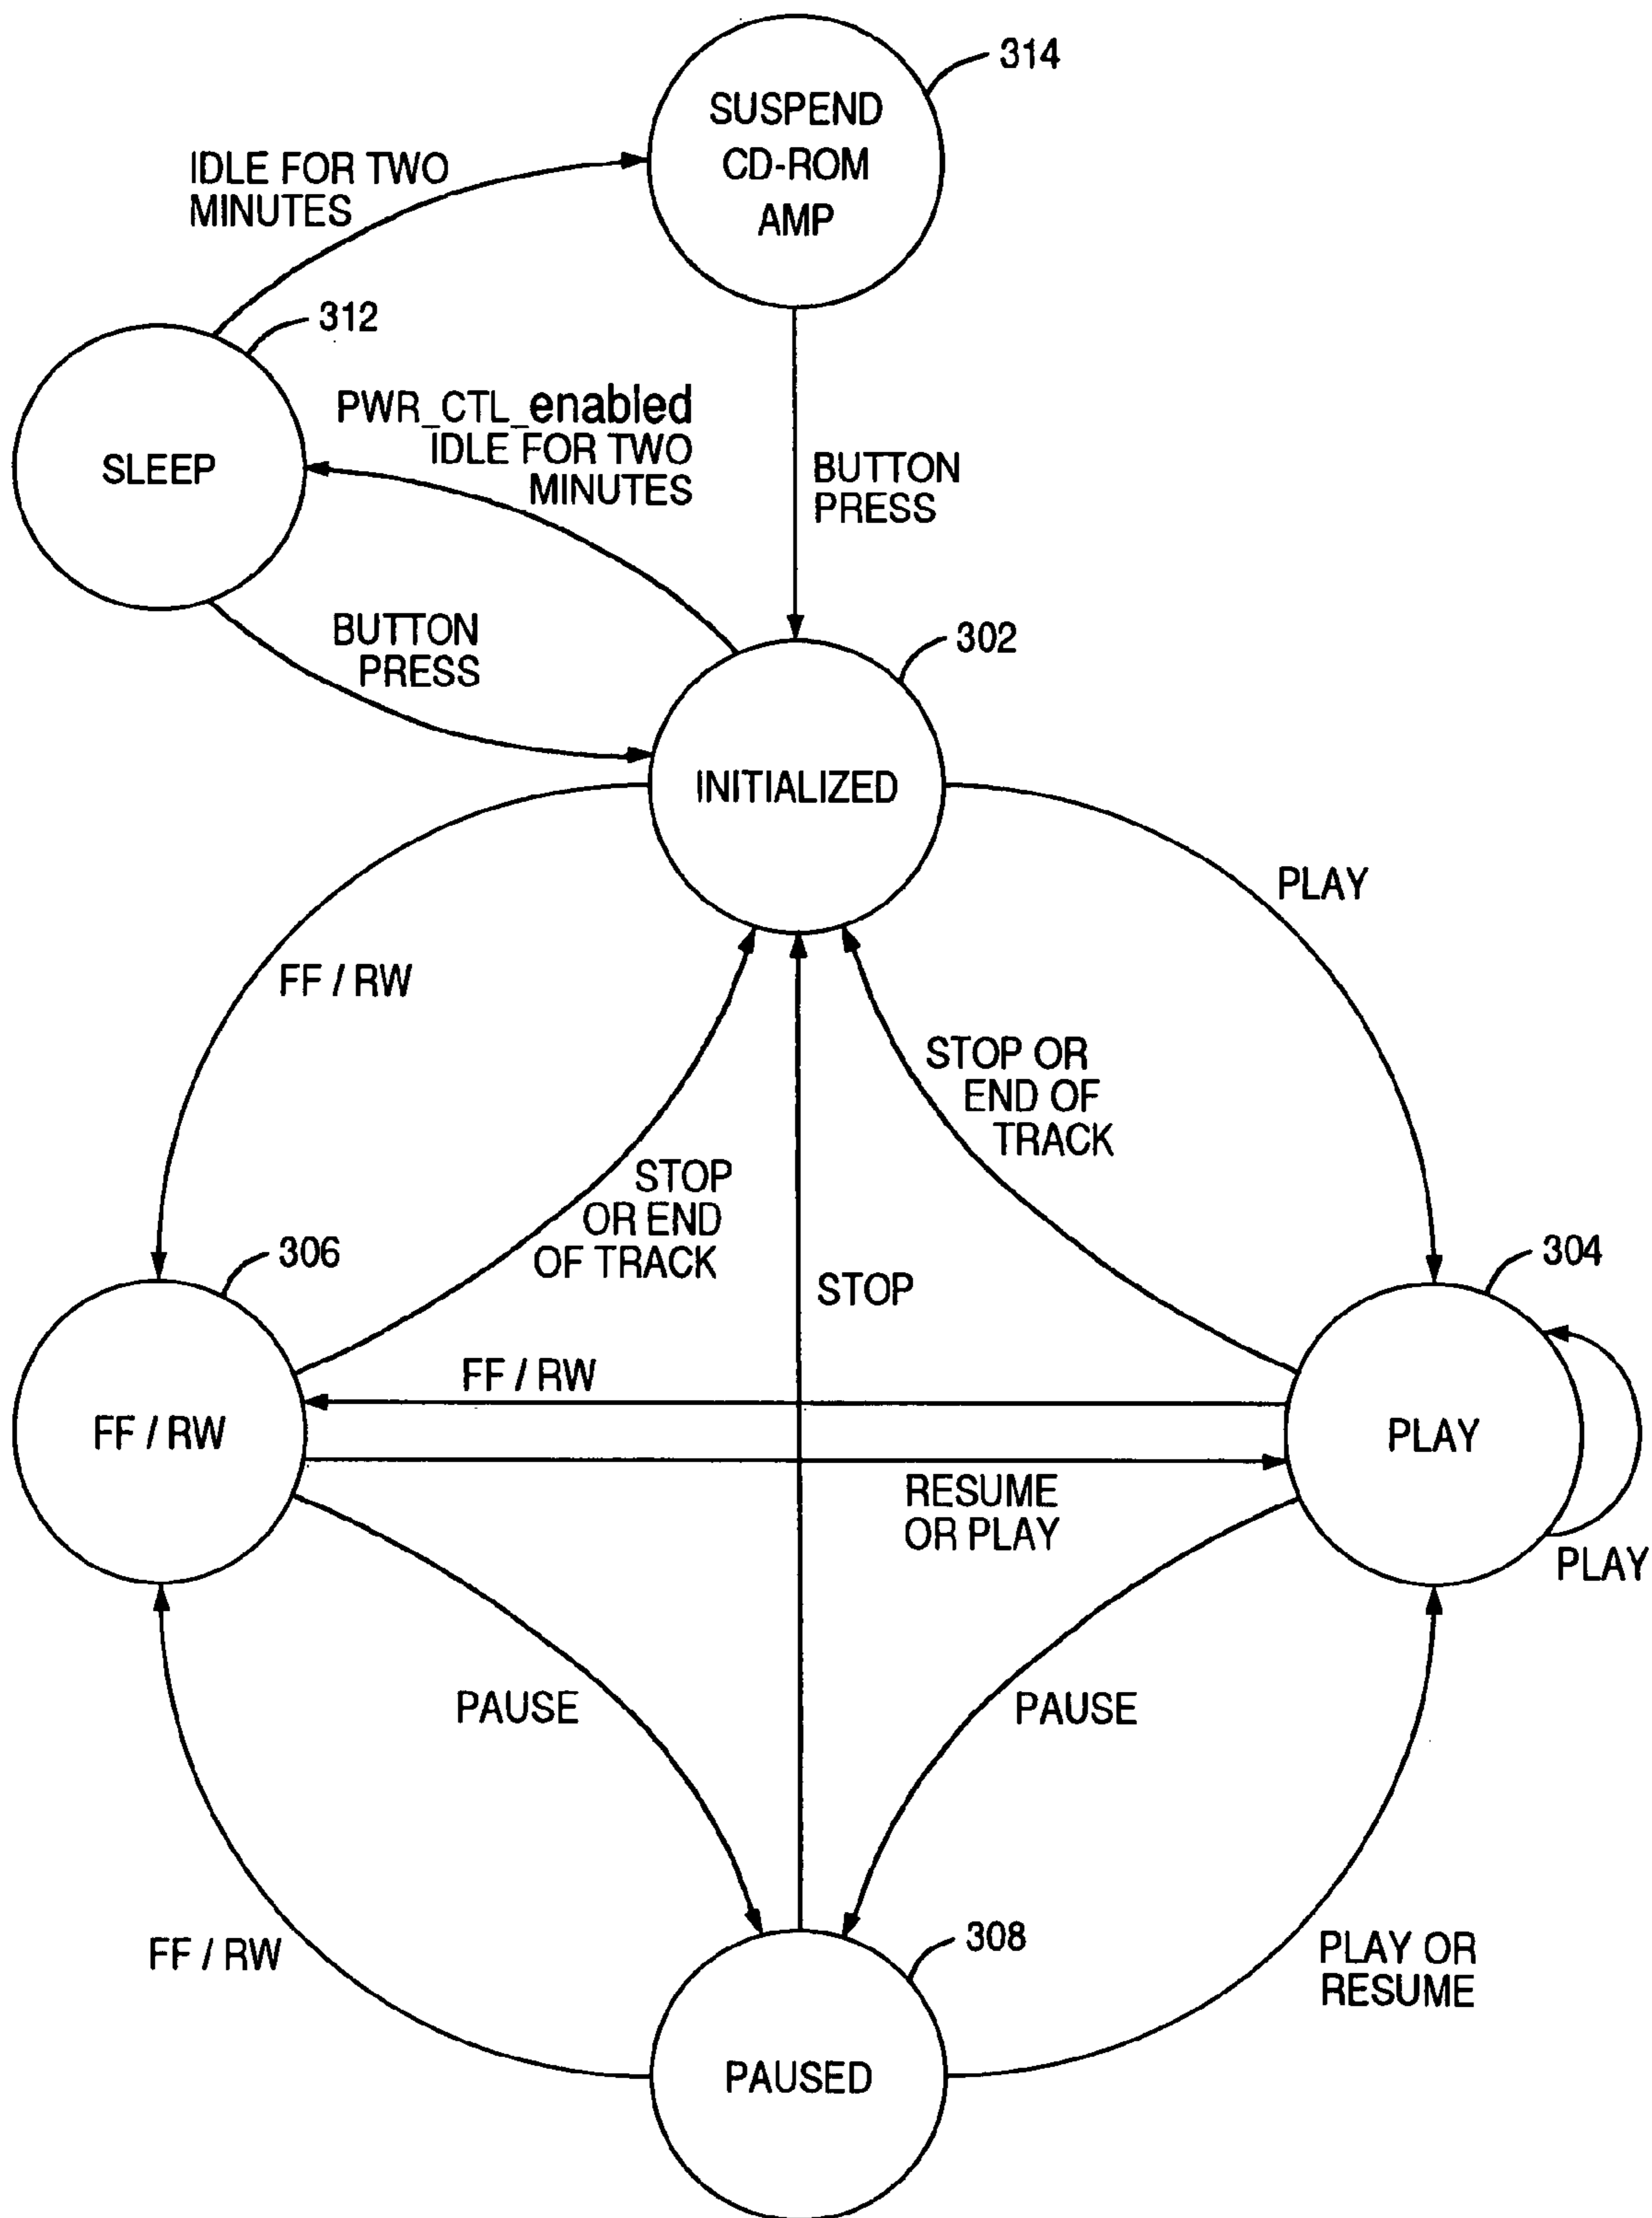 314
SUSPEND
CD-ROM
AMP
IDLE FOR TWO
MINUTES
312
SLEEP
PWR_CTL_enabled
IDLE FOR TWO
MINUTES
BUTTON
PRESS
BUTTON
PRESS
302
INITIALIZED
PLAY
FF / RW
STOP OR
END OF
TRACK
STOP
OR END
OF TRACK
STOP
306
304
FF / RW
FF / RW
PLAY
RESUME
OR PLAY
PLAY
PAUSE
PAUSE
308
FF / RW
PLAY OR
RESUME
PAUSED